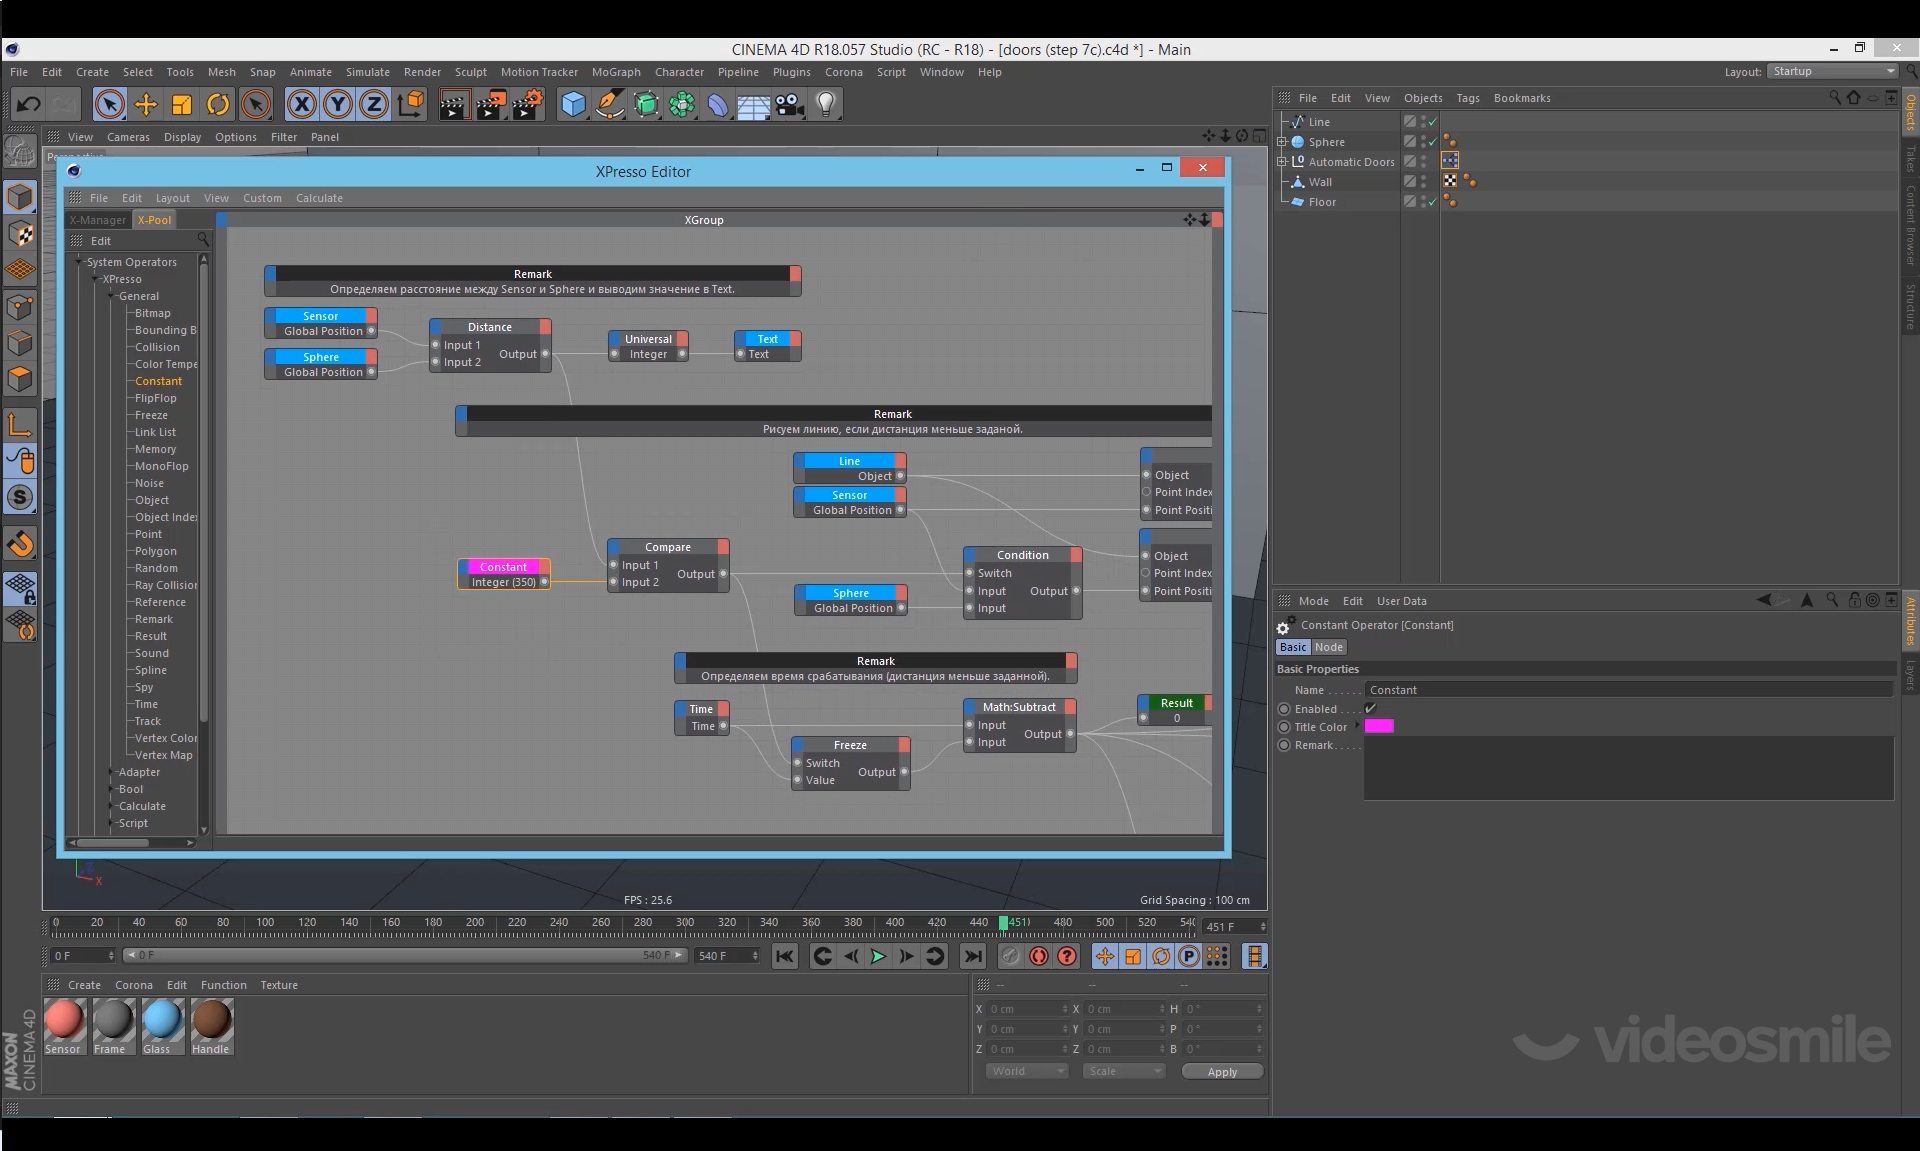 CINEMA 4D R18.057 Studio (RC - R18) - [doors (step 7c).c4d *] - Main
File Edit Create Select Tools Mesh Snap Animate Simulate Render Sculpt Motion Tracker MoGraph Character Pipeline Plugins Corona Script Window Help
Layout: Startup
View Cameras Display Options Filter Panel
XPresso Editor
File Edit Layout View Custom Calculate
X-Manager X-Pool
XGroup
Edit
System Operators
XPresso
General
Bitmap
Bounding B
Collision
Color Tempe
Constant
FlipFlop
Freeze
Link List
Memory
MonoFlop
Noise
Object
Object Index
Point
Polygon
Random
Ray Collision
Reference
Remark
Result
Sound
Spline
Spy
Time
Track
Vertex Color
Vertex Map
Adapter
Bool
Calculate
Script
Remark
Определяем расстояние между Sensor и Sphere и выводим значение в Text.
Sensor
Global Position
Sphere
Global Position
Distance
Input 1
Input 2
Output
Universal
Integer
Text
Text
Remark
Рисуем линию, если дистанция меньше заданой.
Line
Object
Sensor
Global Position
Object
Point Index
Point Positi
Constant
Integer (350)
Compare
Input 1
Input 2
Output
Sphere
Global Position
Condition
Switch
Input
Input
Output
Object
Point Index
Point Positi
Remark
Определяем время срабатывания (дистанция меньше заданной).
Time
Time
Freeze
Switch
Value
Output
Math:Subtract
Input
Input
Output
Result
0
X
FPS : 25.6
Grid Spacing : 100 cm
0 20 40 60 80 100 120 140 160 180 200 220 240 260 280 300 320 340 360 380 400 420 440 451 480 500 520 54
451 F
0 F
0 F
540 F
540 F
Create Corona Edit Function Texture
Sensor
Frame
Glass
Handle
MAXON
CINEMA 4D
-- -- --
X 0 cm X 0 cm H 0 °
Y 0 cm Y 0 cm P 0 °
Z 0 cm Z 0 cm B 0 °
World Scale Apply
File Edit View Objects Tags Bookmarks
Line
Sphere
Automatic Doors
Wall
Floor
Objects
Takes
Content Browser
Structure
Mode Edit User Data
Constant Operator [Constant]
Basic Node
Basic Properties
Name . . . . . . Constant
Enabled . . . .
Title Color
Remark. . . . .
Attributes
Layers
videosmile